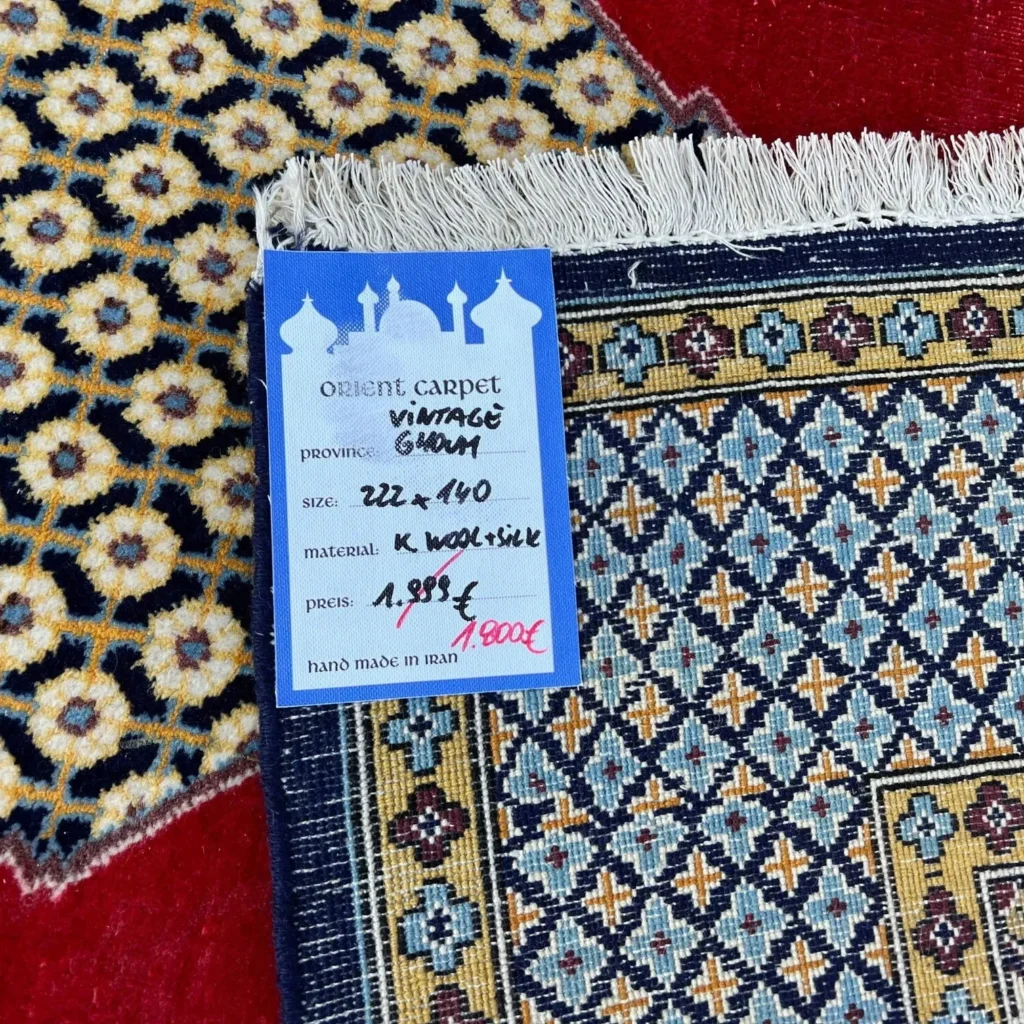 ORIENT CARPET
VINTAGE
PROVINCE: GHOUM
SIZE: 222 x 140
MATERIAL: K WOOL + SILK
PREIS: 1.999 €
1.800 €
HAND MADE IN IRAN